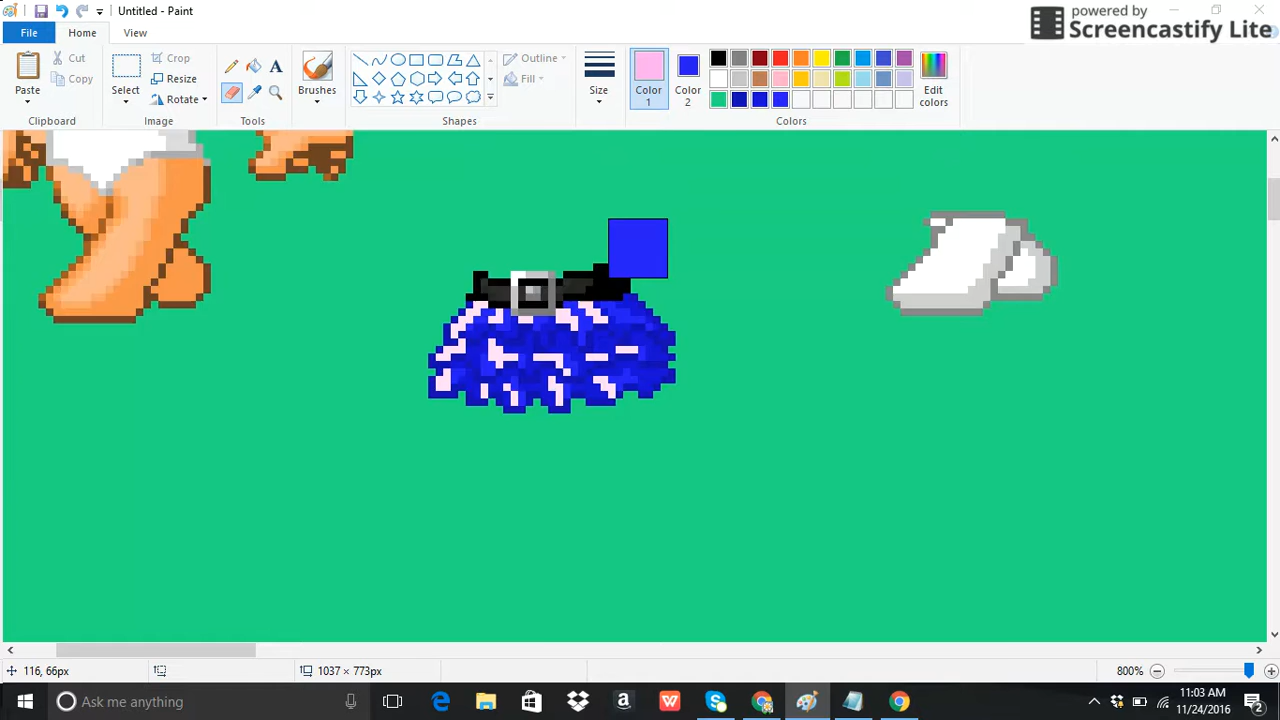 Untitled - Paint
powered by
Screencastify Lite
File
Home
View
Paste
Cut
Copy
Clipboard
Select
Crop
Resize
Rotate
Image
A
Tools
Brushes
Outline
Fill
Shapes
Size
Color 1
Color 2
Edit colors
Colors
116, 66px
1037 × 773px
800%
Ask me anything
11:03 AM
11/24/2016
2